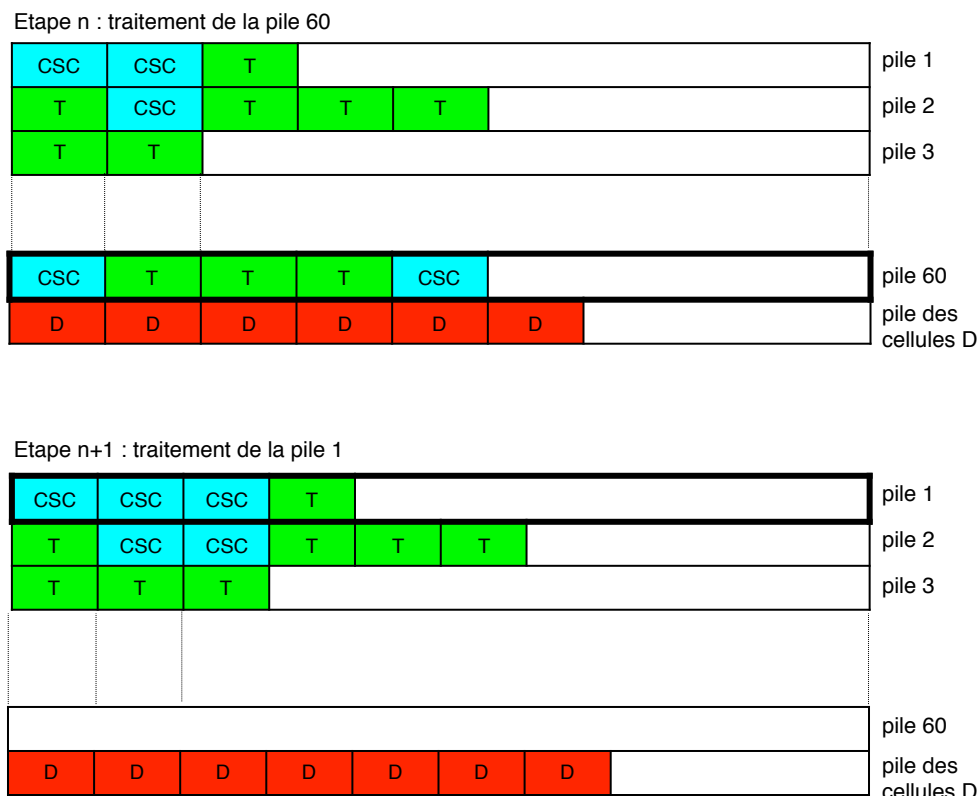 Etape n : traitement de la pile 60
CSC CSC T pile 1
T CSC T T T pile 2
T T pile 3
CSC T T T CSC pile 60
D D D D D D pile des
cellules D
Etape n+1 : traitement de la pile 1
CSC CSC CSC T pile 1
T CSC CSC T T T pile 2
T T T pile 3
pile 60
D D D D D D D pile des
cellules D